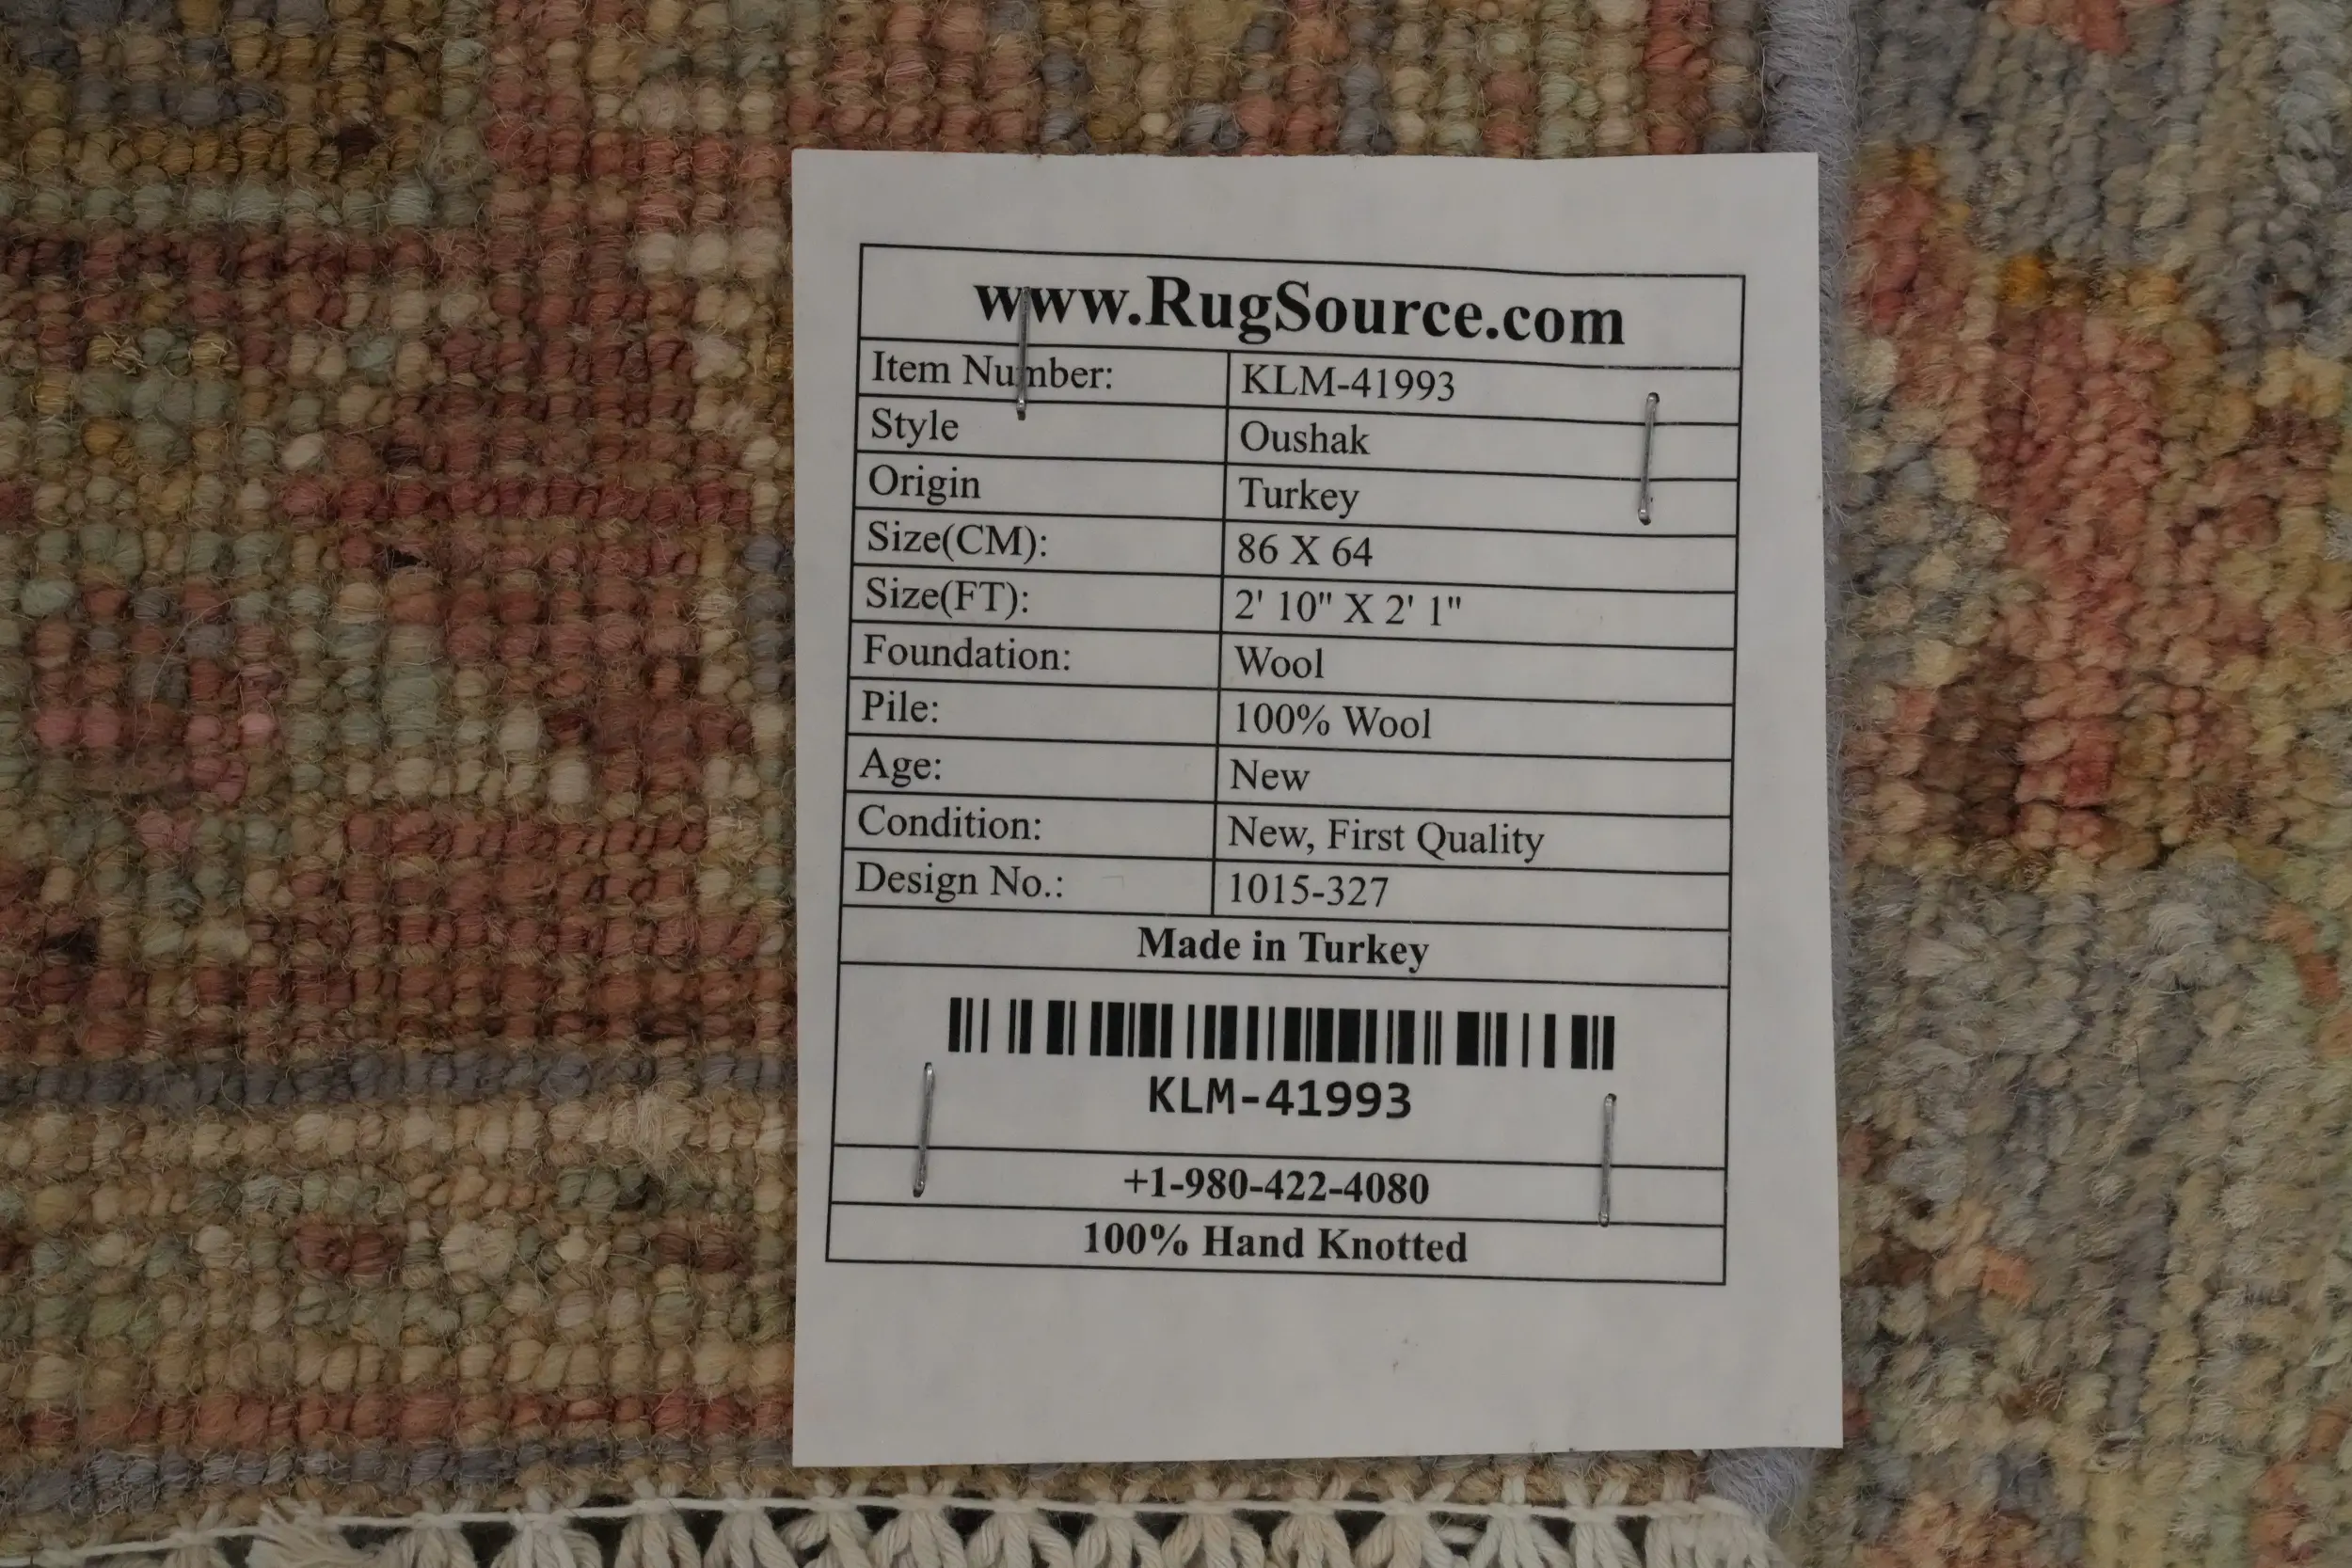 www.RugSource.com
Item Number: KLM-41993
Style Oushak
Origin Turkey
Size(CM): 86 X 64
Size(FT): 2' 10" X 2' 1"
Foundation: Wool
Pile: 100% Wool
Age: New
Condition: New, First Quality
Design No.: 1015-327
Made in Turkey
KLM-41993
+1-980-422-4080
100% Hand Knotted